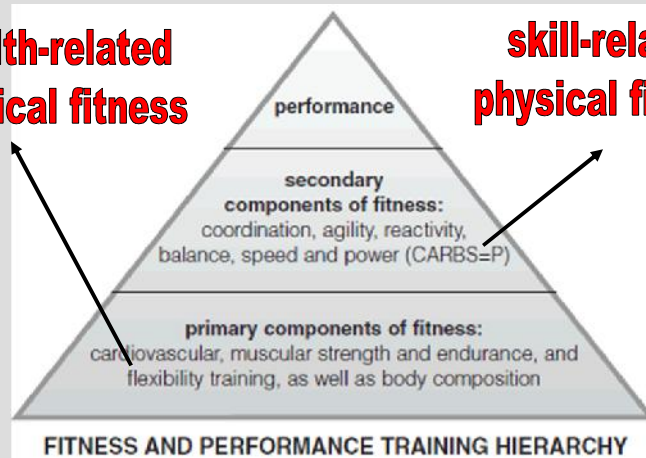 lth-related
ical fitness
skill-rela
physical fi
performance
secondary
components of fitness:
coordination, agility, reactivity,
balance, speed and power (CARBS=P)
primary components of fitness:
cardiovascular, muscular strength and endurance, and
flexibility training, as well as body composition
FITNESS AND PERFORMANCE TRAINING HIERARCHY